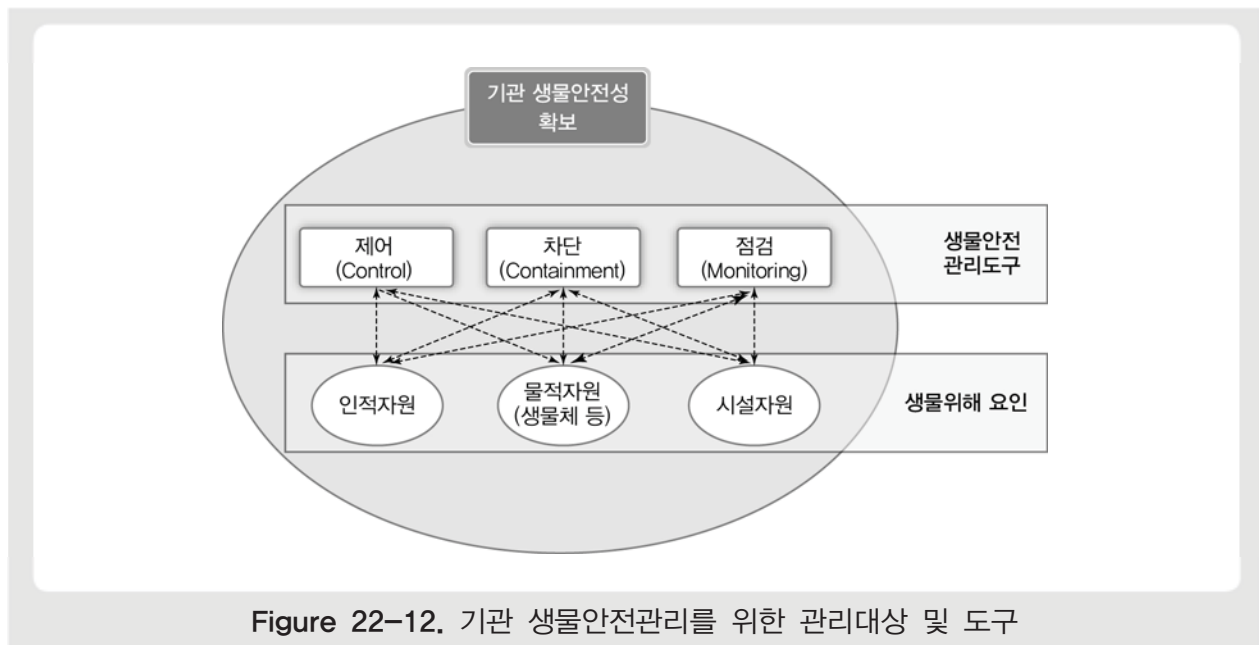 기관 생물안전성
확보
제어
(Control)
차단
(Containment)
점검
(Monitoring)
생물안전
관리도구
인적자원
물적자원
(생물체 등)
시설자원
생물위해 요인
Figure 22-12. 기관 생물안전관리를 위한 관리대상 및 도구